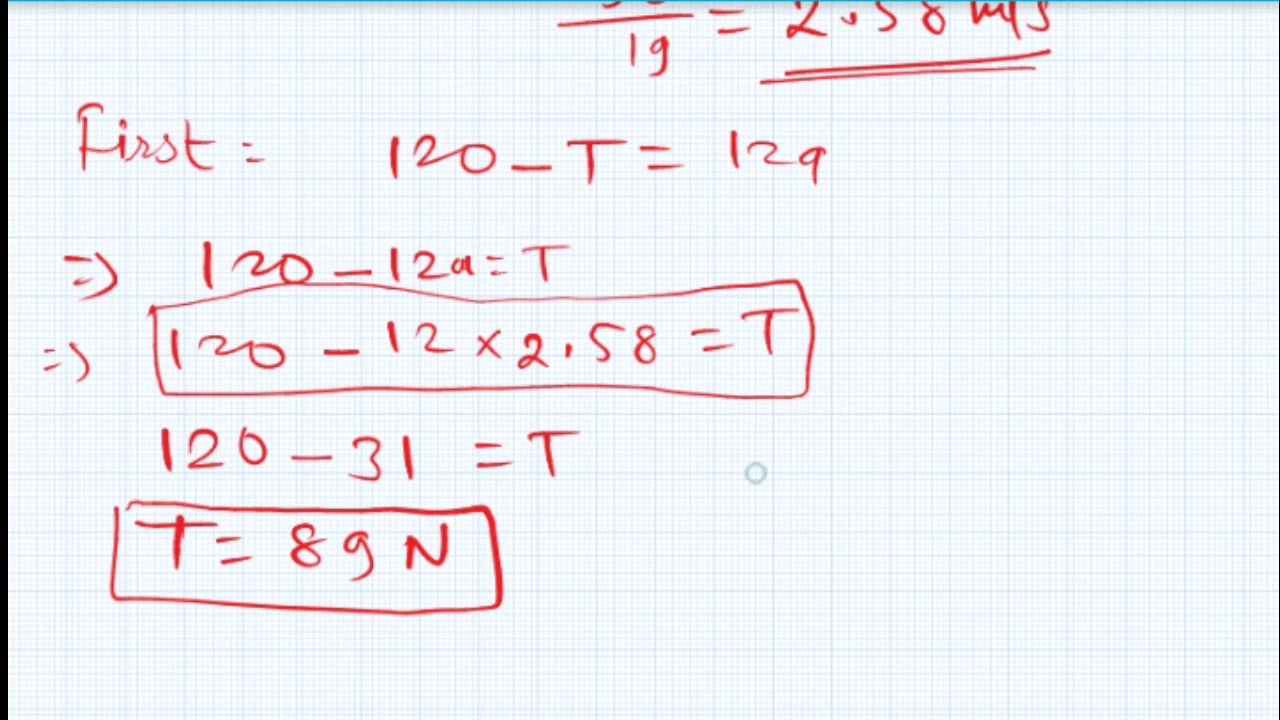 19 = 2.58 m/s
First = 120 - T = 12a
=> 120 - 12a = T
=> 120 - 12 × 2.58 = T
120 - 31 = T
T = 89 N